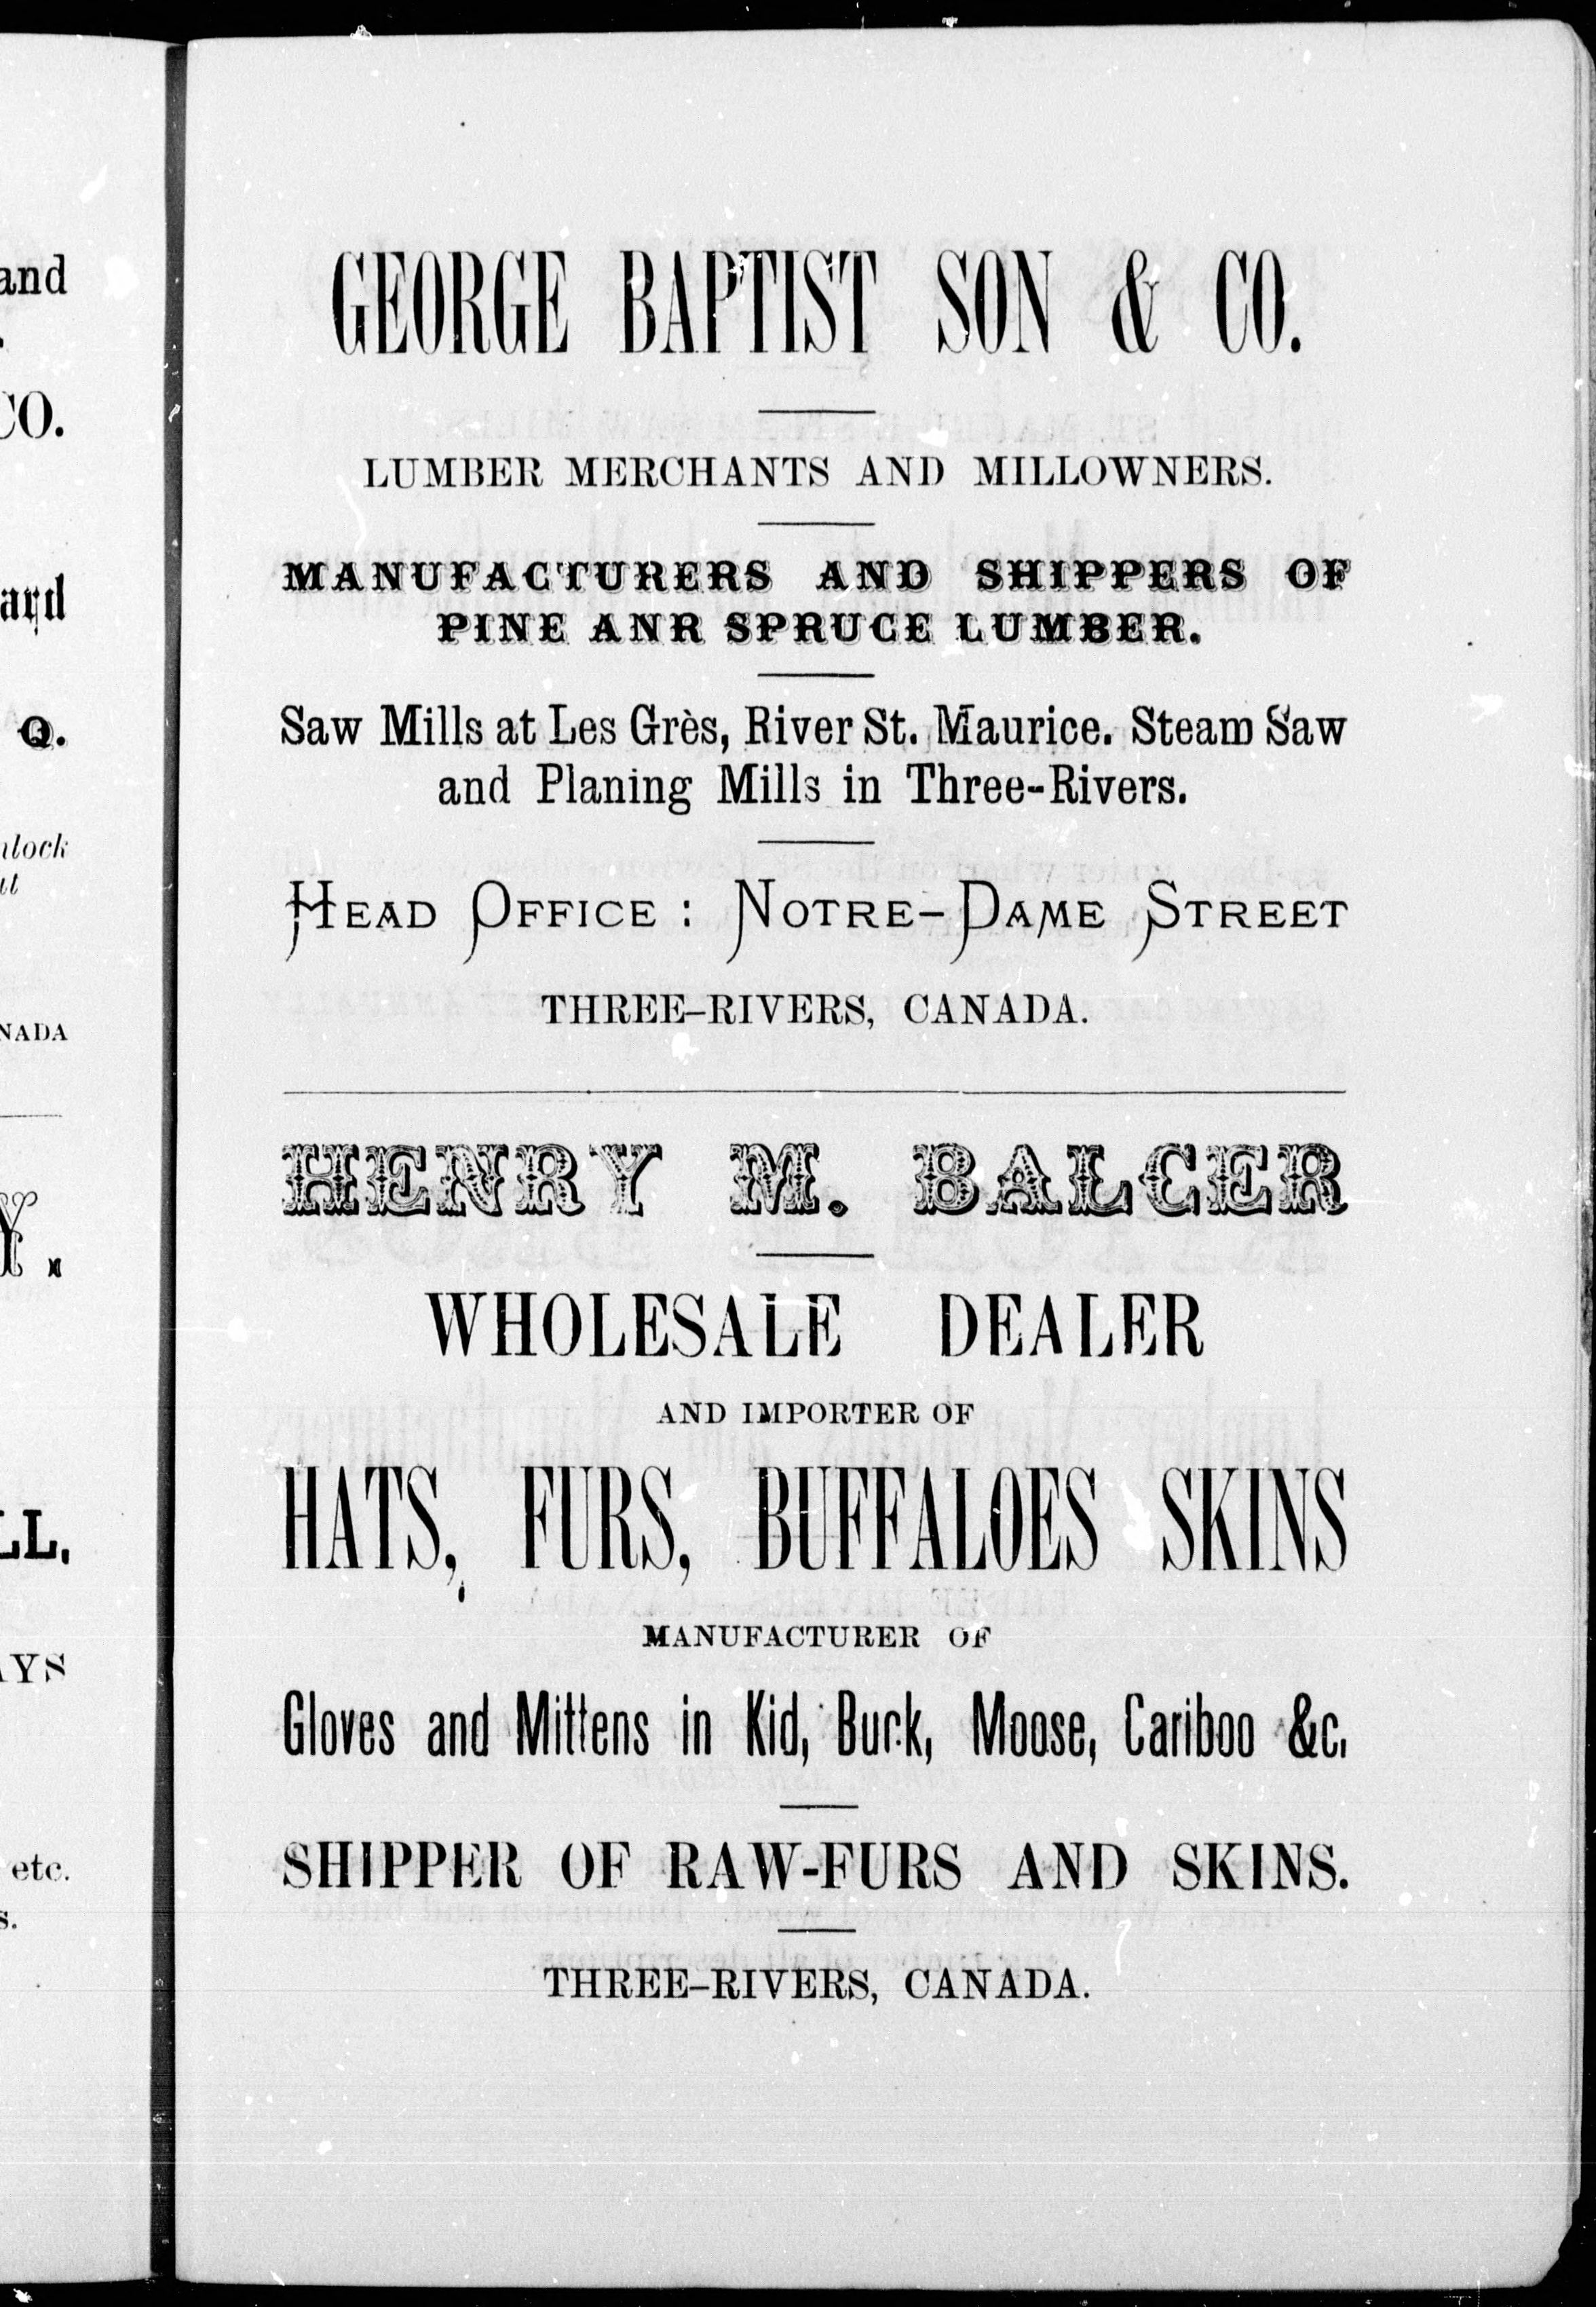 and
CO.
ard
Q.
NADA
Y.
LL,
AYS
etc.
s.
GEORGE BAPTIST SON & CO.
LUMBER MERCHANTS AND MILLOWNERS.
MANUFACTURERS AND SHIPPERS OF
PINE ANR SPRUCE LUMBER.
Saw Mills at Les Grès, River St. Maurice. Steam Saw
and Planing Mills in Three-Rivers.
HEAD OFFICE : NOTRE-DAME STREET
THREE-RIVERS, CANADA.
HENRY M. BALCER
WHOLESALE DEALER
AND IMPORTER OF
HATS, FURS, BUFFALOES SKINS
MANUFACTURER OF
Gloves and Mittens in Kid, Buck, Moose, Cariboo &c,
SHIPPER OF RAW-FURS AND SKINS.
THREE-RIVERS, CANADA.